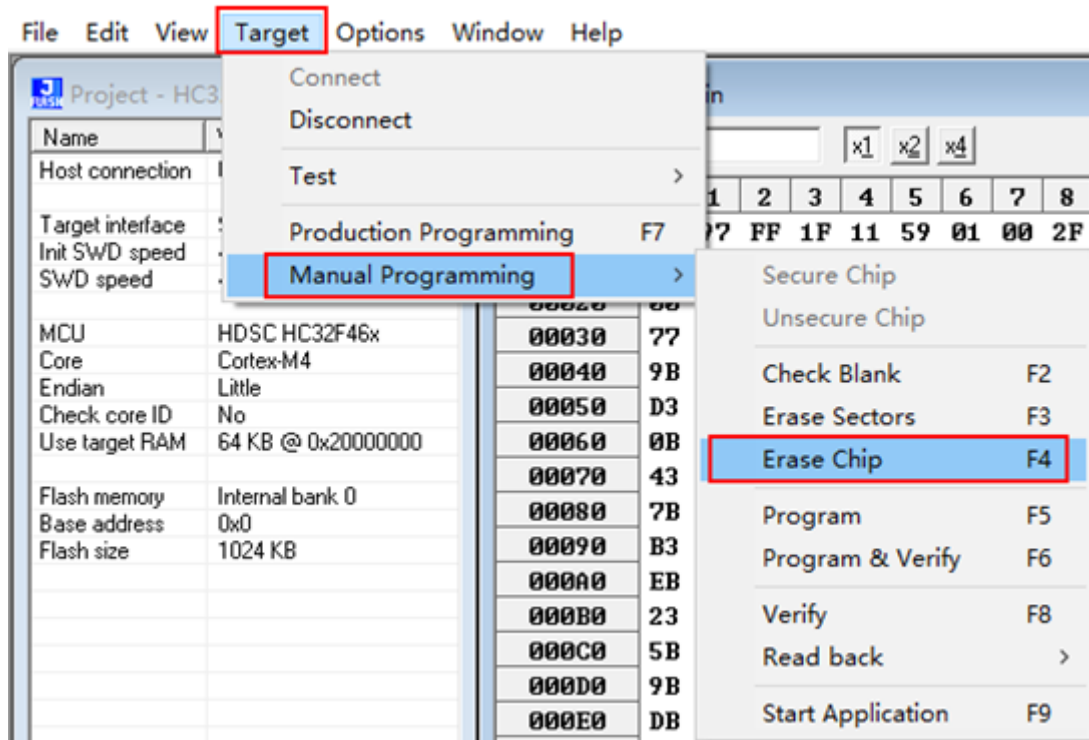 File Edit View Target Options Window Help
Project - HC3 in
Connect
Disconnect
Test >
Production Programming F7
Manual Programming >
Name
Host connection
Target interface
Init SWD speed
SWD speed
MCU HDSC HC32F46x
Core Cortex-M4
Endian Little
Check core ID No
Use target RAM 64 KB @ 0x20000000
Flash memory Internal bank 0
Base address 0x0
Flash size 1024 KB
x1 x2 x4
1 2 3 4 5 6 7 8
FF 1F 11 59 01 00 2F
00030 77
00040 9B
00050 D3
00060 0B
00070 43
00080 7B
00090 B3
000A0 EB
000B0 23
000C0 5B
000D0 9B
000E0 DB
Secure Chip
Unsecure Chip
Check Blank F2
Erase Sectors F3
Erase Chip F4
Program F5
Program & Verify F6
Verify F8
Read back >
Start Application F9